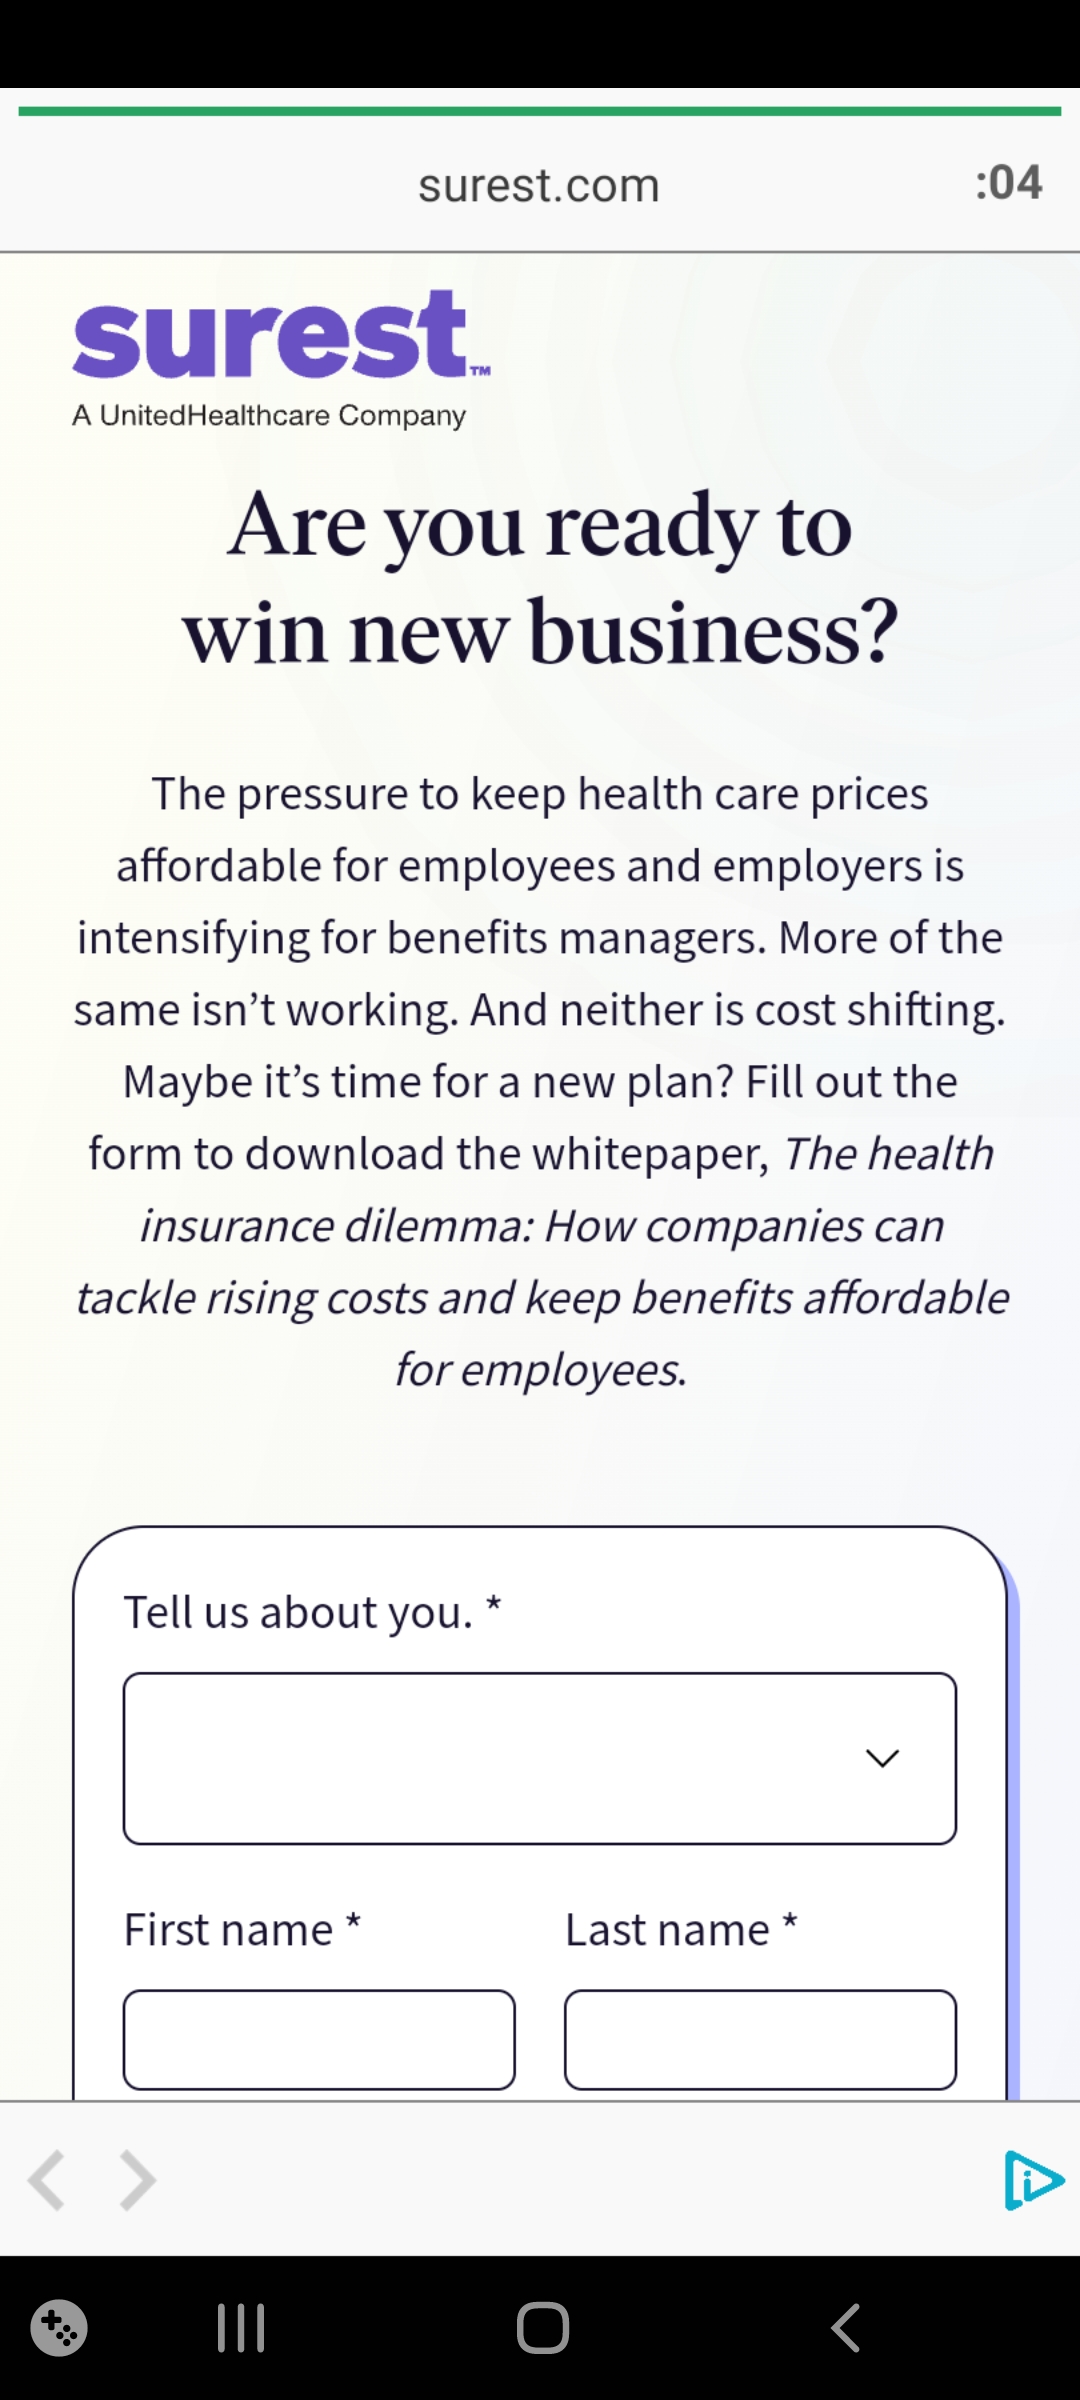 surest.com
:04
surest™
A UnitedHealthcare Company
Are you ready to
win new business?
The pressure to keep health care prices
affordable for employees and employers is
intensifying for benefits managers. More of the
same isn’t working. And neither is cost shifting.
Maybe it’s time for a new plan? Fill out the
form to download the whitepaper, The health
insurance dilemma: How companies can
tackle rising costs and keep benefits affordable
for employees.
Tell us about you. *
First name *
Last name *